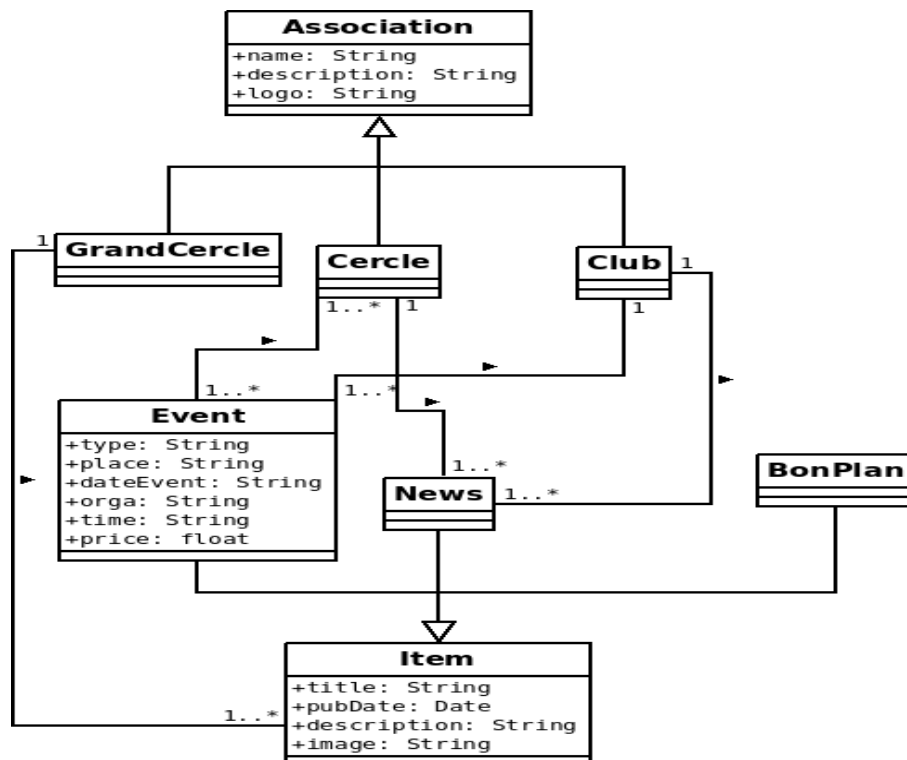 Association
+name: String
+description: String
+logo: String
1
GrandCercle
Cercle
Club
1
1..*
1
1
1..*
1..*
Event
+type: String
+place: String
+dateEvent: String
+orga: String
+time: String
+price: float
1..*
News
1..*
BonPlan
Item
+title: String
+pubDate: Date
+description: String
+image: String
1..*